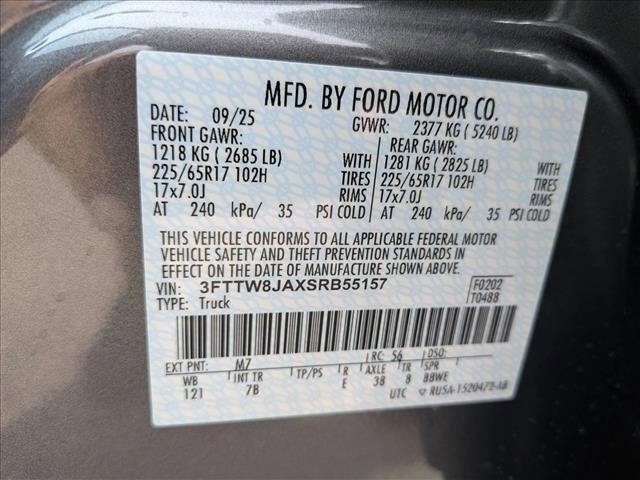 MFD. BY FORD MOTOR CO.
DATE: 09/25 GVWR: 2377 KG ( 5240 LB)
FRONT GAWR: REAR GAWR:
1218 KG ( 2685 LB) WITH 1281 KG ( 2825 LB) WITH
225/65R17 102H TIRES 225/65R17 102H TIRES
17x7.0J RIMS 17x7.0J RIMS
AT 240 kPa/ 35 PSI COLD AT 240 kPa/ 35 PSI COLD
THIS VEHICLE CONFORMS TO ALL APPLICABLE FEDERAL MOTOR
VEHICLE SAFETY AND THEFT PREVENTION STANDARDS IN
EFFECT ON THE DATE OF MANUFACTURE SHOWN ABOVE.
VIN: 3FTTW8JAXSRB55157 F0202
TYPE: Truck T0488
EXT PNT: M7 RC: 56 DSO:
WB INT TR TP/PS R AXLE TR SPR
121 7B E 38 8 88WE
UTC ▽ RU5A-1520472-AB